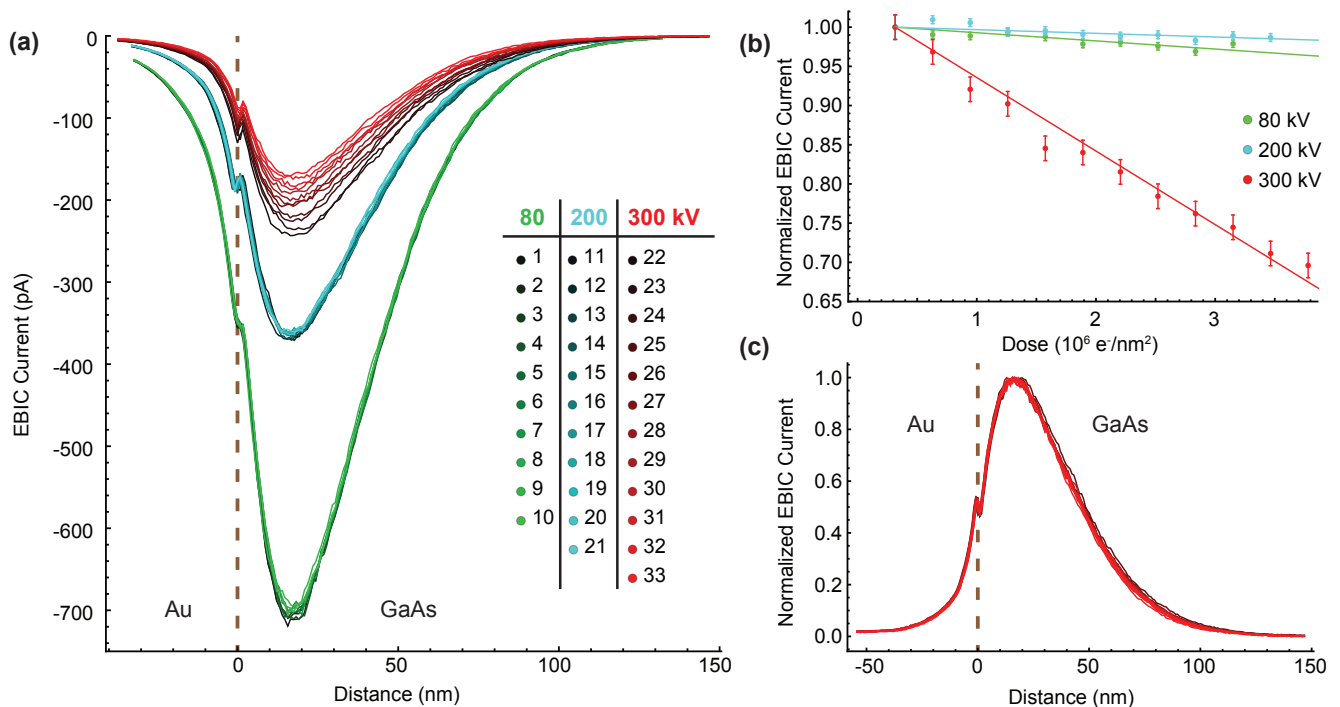 (a)
0
-100
-200
-300
-400
-500
-600
-700
EBIC Current (pA)
80 200 300 kV
1 11 22
2 12 23
3 13 24
4 14 25
5 15 26
6 16 27
7 17 28
8 18 29
9 19 30
10 20 31
21 32
33
Au GaAs
0 50 100 150
Distance (nm)
(b)
1.00
0.95
0.90
0.85
0.80
0.75
0.70
0.65
Normalized EBIC Current
80 kV
200 kV
300 kV
0 1 2 3
Dose (10⁶ e⁻/nm²)
(c)
1.0
0.8
0.6
0.4
0.2
0.0
Normalized EBIC Current
Au GaAs
-50 0 50 100 150
Distance (nm)